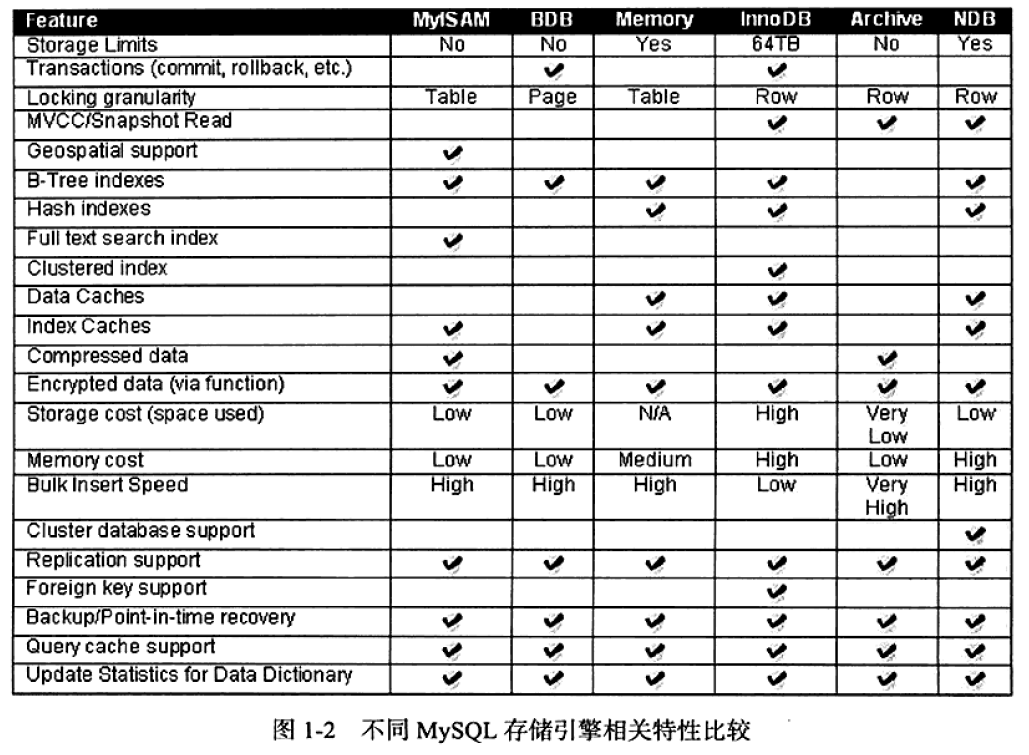 Feature MyISAM BDB Memory InnoDB Archive NDB
Storage Limits No No Yes 64TB No Yes
Transactions (commit, rollback, etc.) ✔ ✔
Locking granularity Table Page Table Row Row Row
MVCC/Snapshot Read ✔ ✔ ✔
Geospatial support ✔
B-Tree indexes ✔ ✔ ✔ ✔ ✔
Hash indexes ✔ ✔ ✔
Full text search index ✔
Clustered index ✔
Data Caches ✔ ✔ ✔
Index Caches ✔ ✔ ✔ ✔
Compressed data ✔ ✔
Encrypted data (via function) ✔ ✔ ✔ ✔ ✔ ✔
Storage cost (space used) Low Low N/A High Very Low Low
Memory cost Low Low Medium High Low High
Bulk Insert Speed High High High Low Very High High
Cluster database support ✔
Replication support ✔ ✔ ✔ ✔ ✔ ✔
Foreign key support ✔
Backup/Point-in-time recovery ✔ ✔ ✔ ✔ ✔ ✔
Query cache support ✔ ✔ ✔ ✔ ✔ ✔
Update Statistics for Data Dictionary ✔ ✔ ✔ ✔ ✔ ✔
图 1-2 不同 MySQL 存储引擎相关特性比较